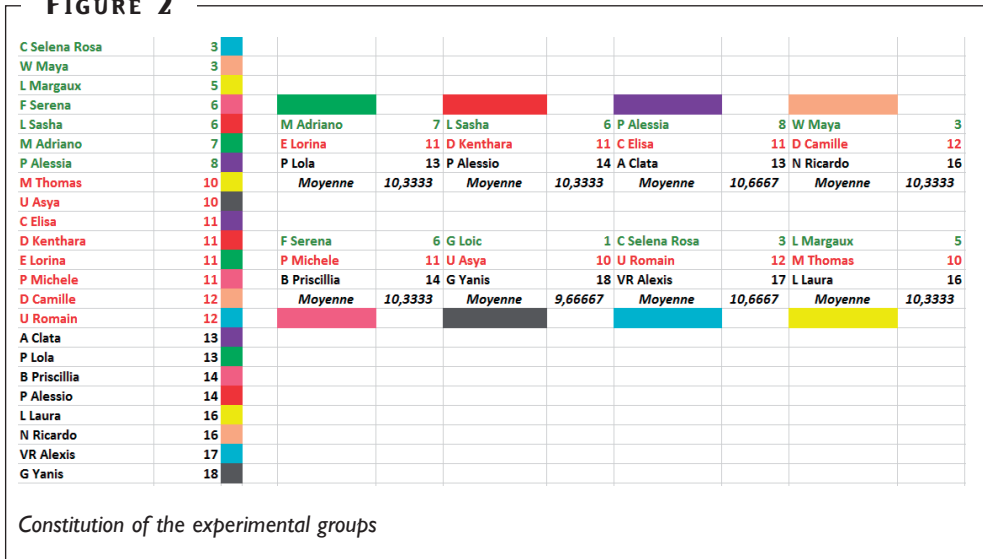 FIGURE 2
C Selena Rosa 3
W Maya 3
L Margaux 5
F Serena 6
L Sasha 6 M Adriano 7 L Sasha 6 P Alessia 8 W Maya 3
M Adriano 7 E Lorina 11 D Kenthara 11 C Elisa 11 D Camille 12
P Alessia 8 P Lola 13 P Alessio 14 A Clata 13 N Ricardo 16
M Thomas 10 Moyenne 10,3333 Moyenne 10,3333 Moyenne 10,6667 Moyenne 10,3333
U Asya 10
C Elisa 11
D Kenthara 11 F Serena 6 G Loic 1 C Selena Rosa 3 L Margaux 5
E Lorina 11 P Michele 11 U Asya 10 U Romain 12 M Thomas 10
P Michele 11 B Priscillia 14 G Yanis 18 VR Alexis 17 L Laura 16
D Camille 12 Moyenne 10,3333 Moyenne 9,66667 Moyenne 10,6667 Moyenne 10,3333
U Romain 12
A Clata 13
P Lola 13
B Priscillia 14
P Alessio 14
L Laura 16
N Ricardo 16
VR Alexis 17
G Yanis 18
Constitution of the experimental groups